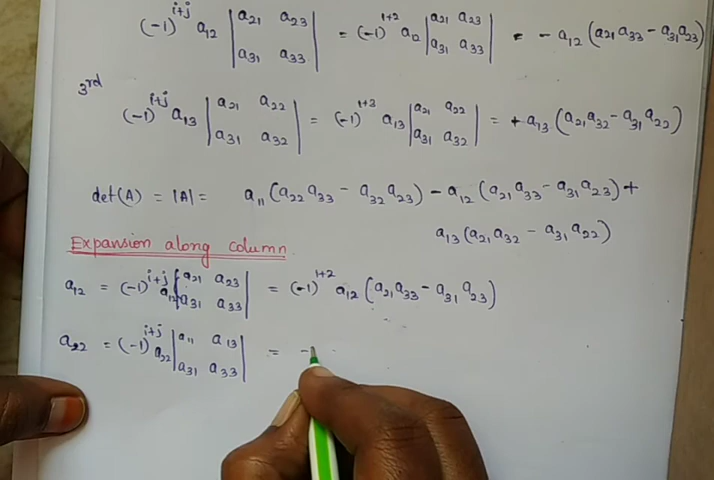 (-1)^{i+j} a₁₂ |a₂₁ a₂₃ / a₃₁ a₃₃| = (-1)^{1+2} a₁₂ |a₂₁ a₂₃ / a₃₁ a₃₃| = - a₁₂ (a₂₁ a₃₃ - a₃₁ a₂₃)
3rd
(-1)^{i+j} a₁₃ |a₂₁ a₂₂ / a₃₁ a₃₂| = (-1)^{1+3} a₁₃ |a₂₁ a₂₂ / a₃₁ a₃₂| = + a₁₃ (a₂₁ a₃₂ - a₃₁ a₂₂)
det(A) = |A| = a₁₁ (a₂₂ a₃₃ - a₃₂ a₂₃) - a₁₂ (a₂₁ a₃₃ - a₃₁ a₂₃) +
a₁₃ (a₂₁ a₃₂ - a₃₁ a₂₂)
Expansion along column
a₁₂ = (-1)^{i+j} a₁₂ |a₂₁ a₂₃ / a₃₁ a₃₃| = (-1)^{1+2} a₁₂ (a₂₁ a₃₃ - a₃₁ a₂₃)
a₂₂ = (-1)^{i+j} a₂₂ |a₁₁ a₁₃ / a₃₁ a₃₃| = -